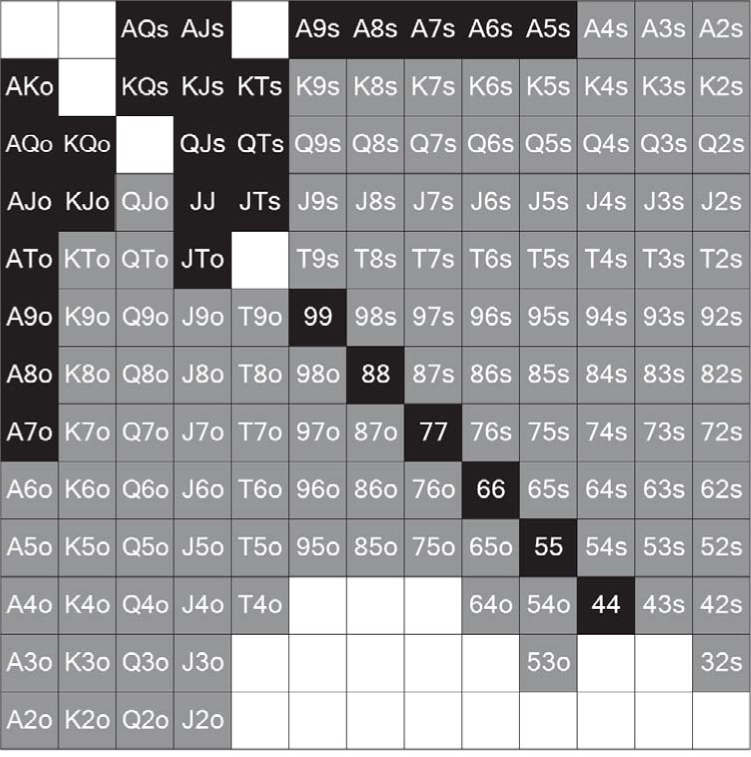 AQs AJs A9s A8s A7s A6s A5s A4s A3s A2s
AKo KQs KJs KTs K9s K8s K7s K6s K5s K4s K3s K2s
AQo KQo QJs QTs Q9s Q8s Q7s Q6s Q5s Q4s Q3s Q2s
AJo KJo QJo JJ JTs J9s J8s J7s J6s J5s J4s J3s J2s
ATo KTo QTo JTo T9s T8s T7s T6s T5s T4s T3s T2s
A9o K9o Q9o J9o T9o 99 98s 97s 96s 95s 94s 93s 92s
A8o K8o Q8o J8o T8o 98o 88 87s 86s 85s 84s 83s 82s
A7o K7o Q7o J7o T7o 97o 87o 77 76s 75s 74s 73s 72s
A6o K6o Q6o J6o T6o 96o 86o 76o 66 65s 64s 63s 62s
A5o K5o Q5o J5o T5o 95o 85o 75o 65o 55 54s 53s 52s
A4o K4o Q4o J4o T4o 64o 54o 44 43s 42s
A3o K3o Q3o J3o 53o 32s
A2o K2o Q2o J2o